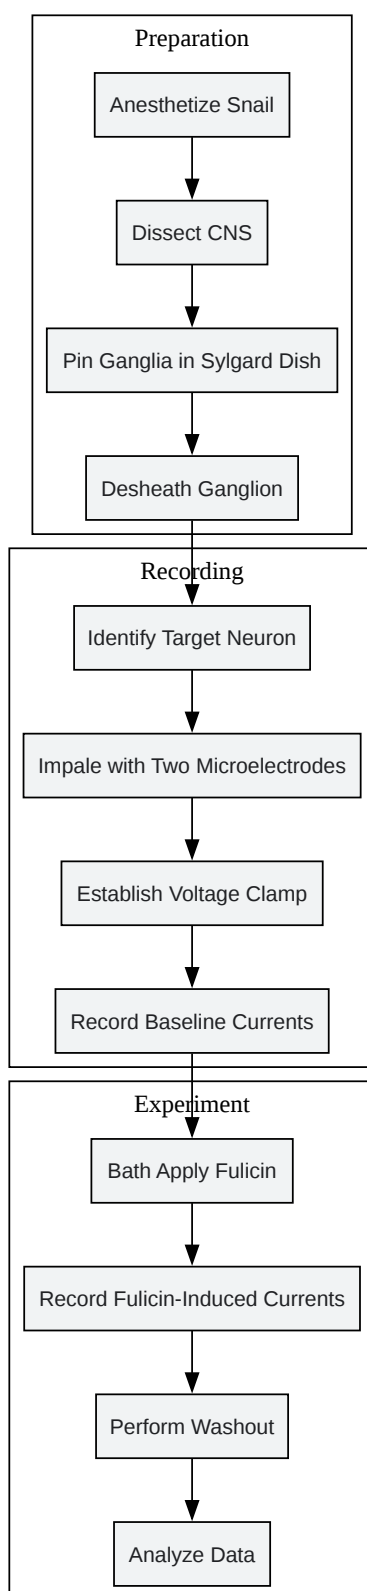 Preparation
Anesthetize Snail
Dissect CNS
Pin Ganglia in Sylgard Dish
Desheath Ganglion
Recording
Identify Target Neuron
Impale with Two Microelectrodes
Establish Voltage Clamp
Record Baseline Currents
Experiment
Bath Apply Fulicin
Record Fulicin-Induced Currents
Perform Washout
Analyze Data